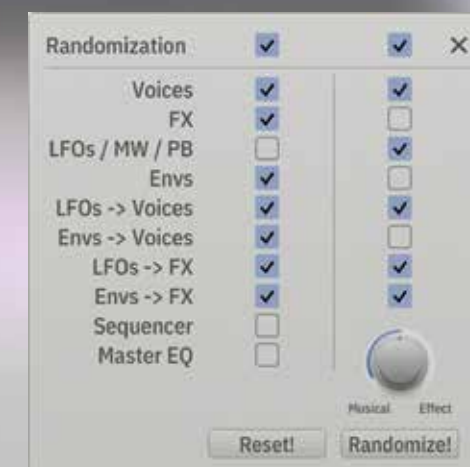 Randomization
Voices
FX
LFOs / MW / PB
Envs
LFOs -> Voices
Envs -> Voices
LFOs -> FX
Envs -> FX
Sequencer
Master EQ
Musical Effect
Reset! Randomize!